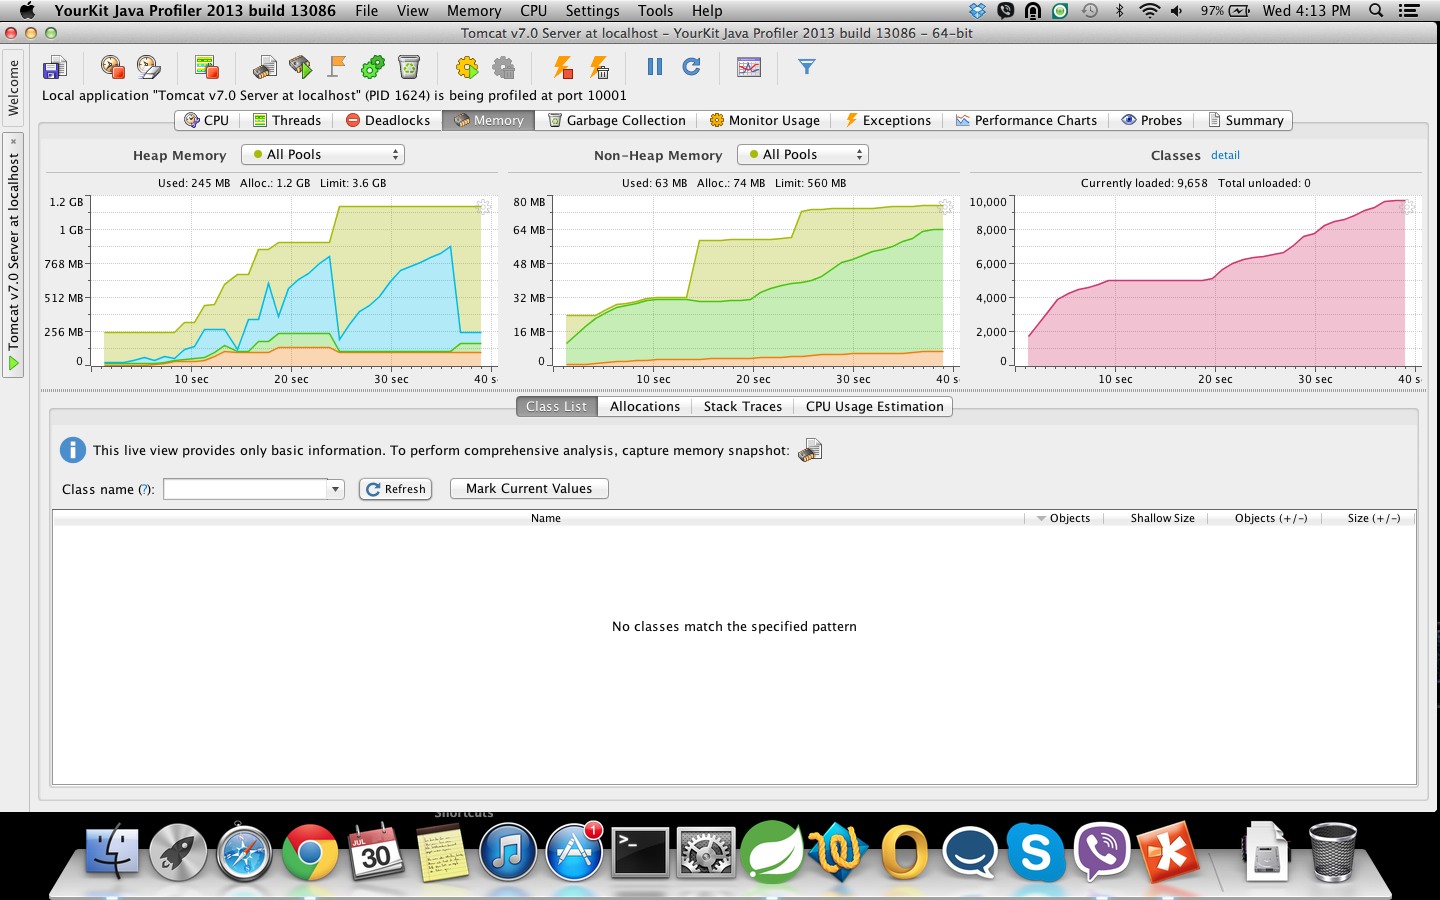 YourKit Java Profiler 2013 build 13086 File View Memory CPU Settings Tools Help 97% Wed 4:13 PM
Tomcat v7.0 Server at localhost - YourKit Java Profiler 2013 build 13086 - 64-bit
Welcome
Tomcat v7.0 Server at localhost
Local application "Tomcat v7.0 Server at localhost" (PID 1624) is being profiled at port 10001
CPU Threads Deadlocks Memory Garbage Collection Monitor Usage Exceptions Performance Charts Probes Summary
Heap Memory All Pools
Used: 245 MB Alloc.: 1.2 GB Limit: 3.6 GB
1.2 GB
1 GB
768 MB
512 MB
256 MB
0
10 sec 20 sec 30 sec 40 s
Non-Heap Memory All Pools
Used: 63 MB Alloc.: 74 MB Limit: 560 MB
80 MB
64 MB
48 MB
32 MB
16 MB
0
10 sec 20 sec 30 sec 40 s
Classes detail
Currently loaded: 9,658 Total unloaded: 0
10,000
8,000
6,000
4,000
2,000
0
10 sec 20 sec 30 sec 40 s
Class List Allocations Stack Traces CPU Usage Estimation
This live view provides only basic information. To perform comprehensive analysis, capture memory snapshot:
Class name (?): Refresh Mark Current Values
Name Objects Shallow Size Objects (+/-) Size (+/-)
No classes match the specified pattern
Shortcuts
JUL
30
1